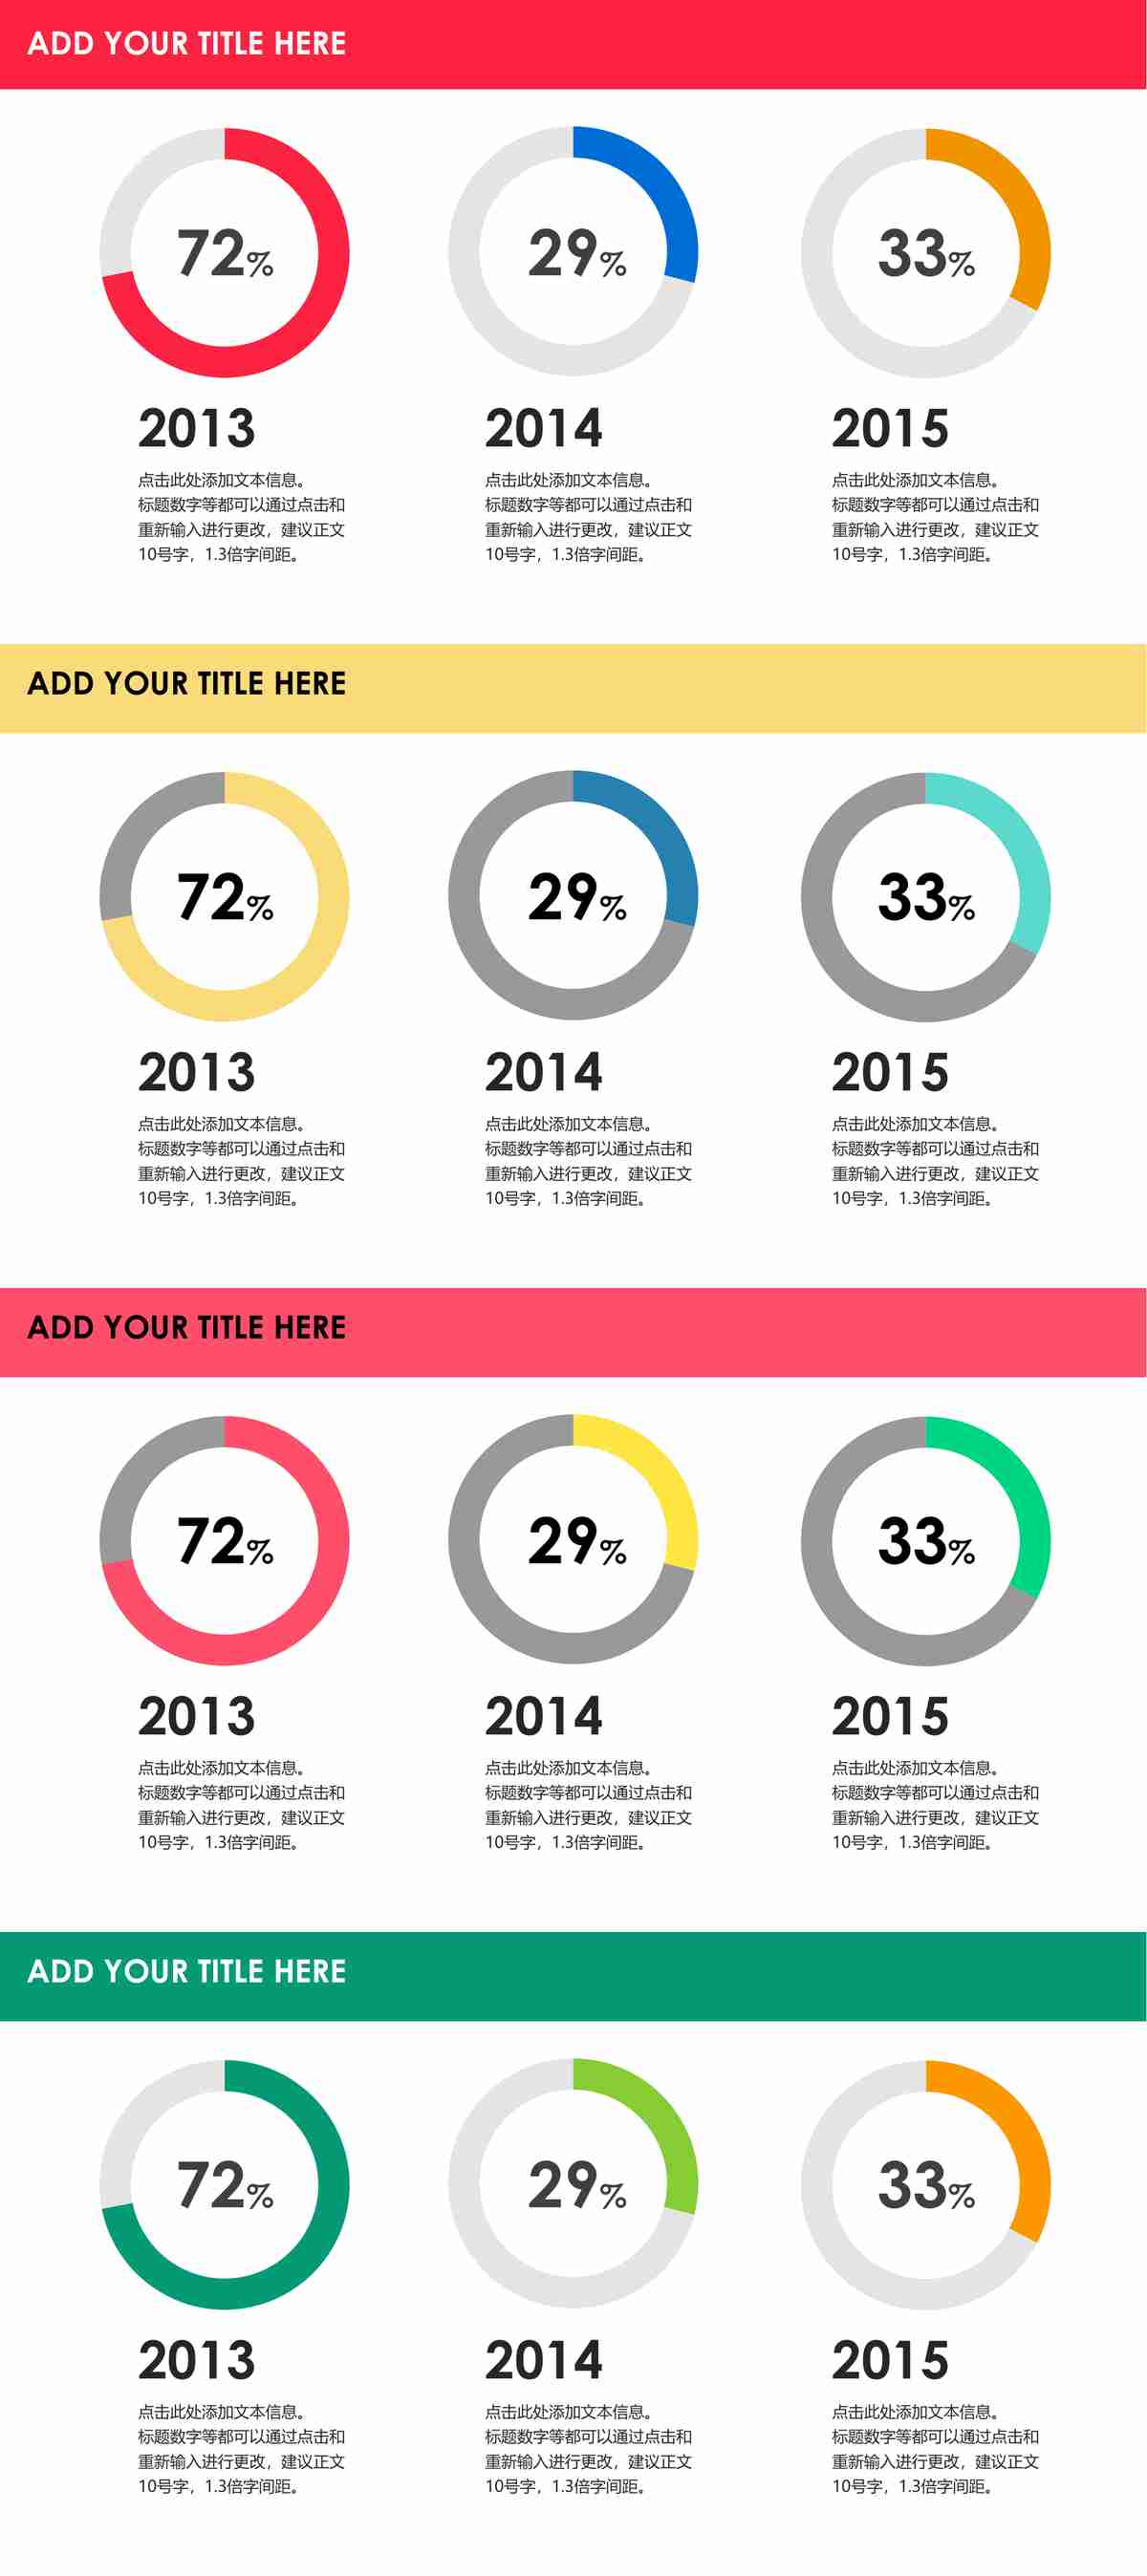 ADD YOUR TITLE HERE
72%
29%
33%
2013
2014
2015
点击此处添加文本信息。
标题数字等都可以通过点击和
重新输入进行更改，建议正文
10号字，1.3倍字间距。
点击此处添加文本信息。
标题数字等都可以通过点击和
重新输入进行更改，建议正文
10号字，1.3倍字间距。
点击此处添加文本信息。
标题数字等都可以通过点击和
重新输入进行更改，建议正文
10号字，1.3倍字间距。
ADD YOUR TITLE HERE
72%
29%
33%
2013
2014
2015
点击此处添加文本信息。
标题数字等都可以通过点击和
重新输入进行更改，建议正文
10号字，1.3倍字间距。
点击此处添加文本信息。
标题数字等都可以通过点击和
重新输入进行更改，建议正文
10号字，1.3倍字间距。
点击此处添加文本信息。
标题数字等都可以通过点击和
重新输入进行更改，建议正文
10号字，1.3倍字间距。
ADD YOUR TITLE HERE
72%
29%
33%
2013
2014
2015
点击此处添加文本信息。
标题数字等都可以通过点击和
重新输入进行更改，建议正文
10号字，1.3倍字间距。
点击此处添加文本信息。
标题数字等都可以通过点击和
重新输入进行更改，建议正文
10号字，1.3倍字间距。
点击此处添加文本信息。
标题数字等都可以通过点击和
重新输入进行更改，建议正文
10号字，1.3倍字间距。
ADD YOUR TITLE HERE
72%
29%
33%
2013
2014
2015
点击此处添加文本信息。
标题数字等都可以通过点击和
重新输入进行更改，建议正文
10号字，1.3倍字间距。
点击此处添加文本信息。
标题数字等都可以通过点击和
重新输入进行更改，建议正文
10号字，1.3倍字间距。
点击此处添加文本信息。
标题数字等都可以通过点击和
重新输入进行更改，建议正文
10号字，1.3倍字间距。